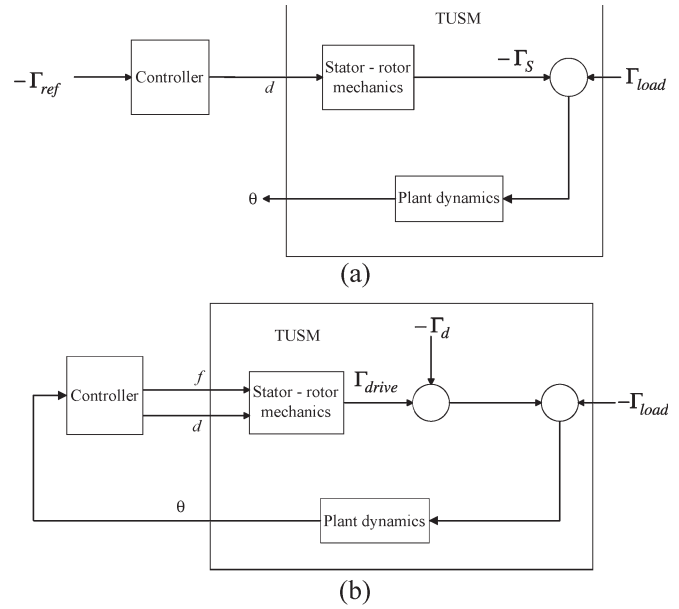 TUSM
−Γref
Controller
d
Stator - rotor
mechanics
−ΓS
Γload
θ
Plant dynamics
(a)
TUSM
−Γd
Controller
f
d
Stator - rotor
mechanics
Γdrive
−Γload
θ
Plant dynamics
(b)